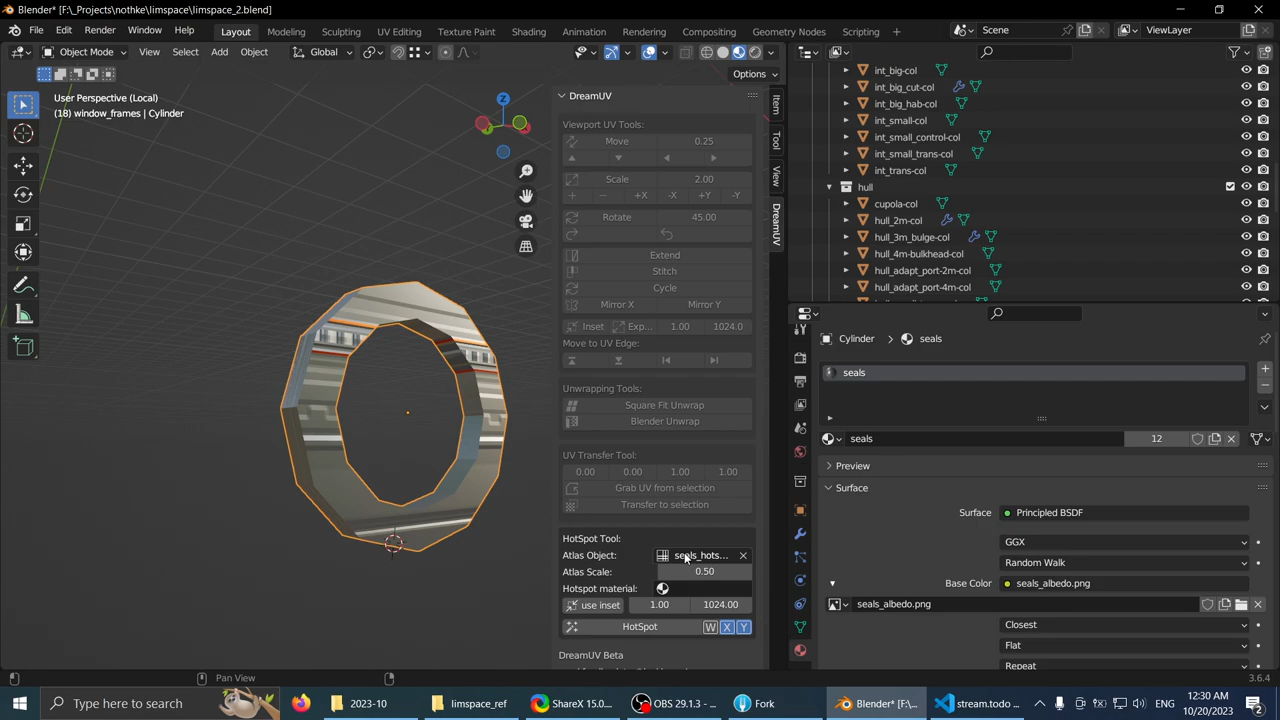 Blender* [F:\_Projects\nothke\limspace\limspace_2.blend]
File Edit Render Window Help Layout Modeling Sculpting UV Editing Texture Paint Shading Animation Rendering Compositing Geometry Nodes Scripting + Scene ViewLayer
Object Mode View Select Add Object Global
Options
User Perspective (Local)
(18) window_frames | Cylinder
Z
Item
Tool
View
DreamUV
DreamUV
Viewport UV Tools:
Move 0.25
Scale 2.00
+ − +X -X +Y -Y
Rotate 45.00
Extend
Stitch
Cycle
Mirror X Mirror Y
Inset Exp... 1.00 1024.0
Move to UV Edge:
Unwrapping Tools:
Square Fit Unwrap
Blender Unwrap
UV Transfer Tool:
0.00 0.00 1.00 1.00
Grab UV from selection
Transfer to selection
HotSpot Tool:
Atlas Object: seals_hots...
Atlas Scale: 0.50
Hotspot material:
use inset 1.00 1024.00
HotSpot W X Y
DreamUV Beta
int_big-col
int_big_cut-col
int_big_hab-col
int_small-col
int_small_control-col
int_small_trans-col
int_trans-col
hull
cupola-col
hull_2m-col
hull_3m_bulge-col
hull_4m-bulkhead-col
hull_adapt_port-2m-col
hull_adapt_port-4m-col
Cylinder > seals
seals
seals 12
Preview
Surface
Surface Principled BSDF
GGX
Random Walk
Base Color seals_albedo.png
seals_albedo.png
Closest
Flat
Repeat
Pan View
3.6.4
Type here to search
2023-10
limspace_ref
ShareX 15.0...
OBS 29.1.3 - ...
Fork
Blender* [F:\...
stream.todo ...
ENG
12:30 AM
10/20/2023
2